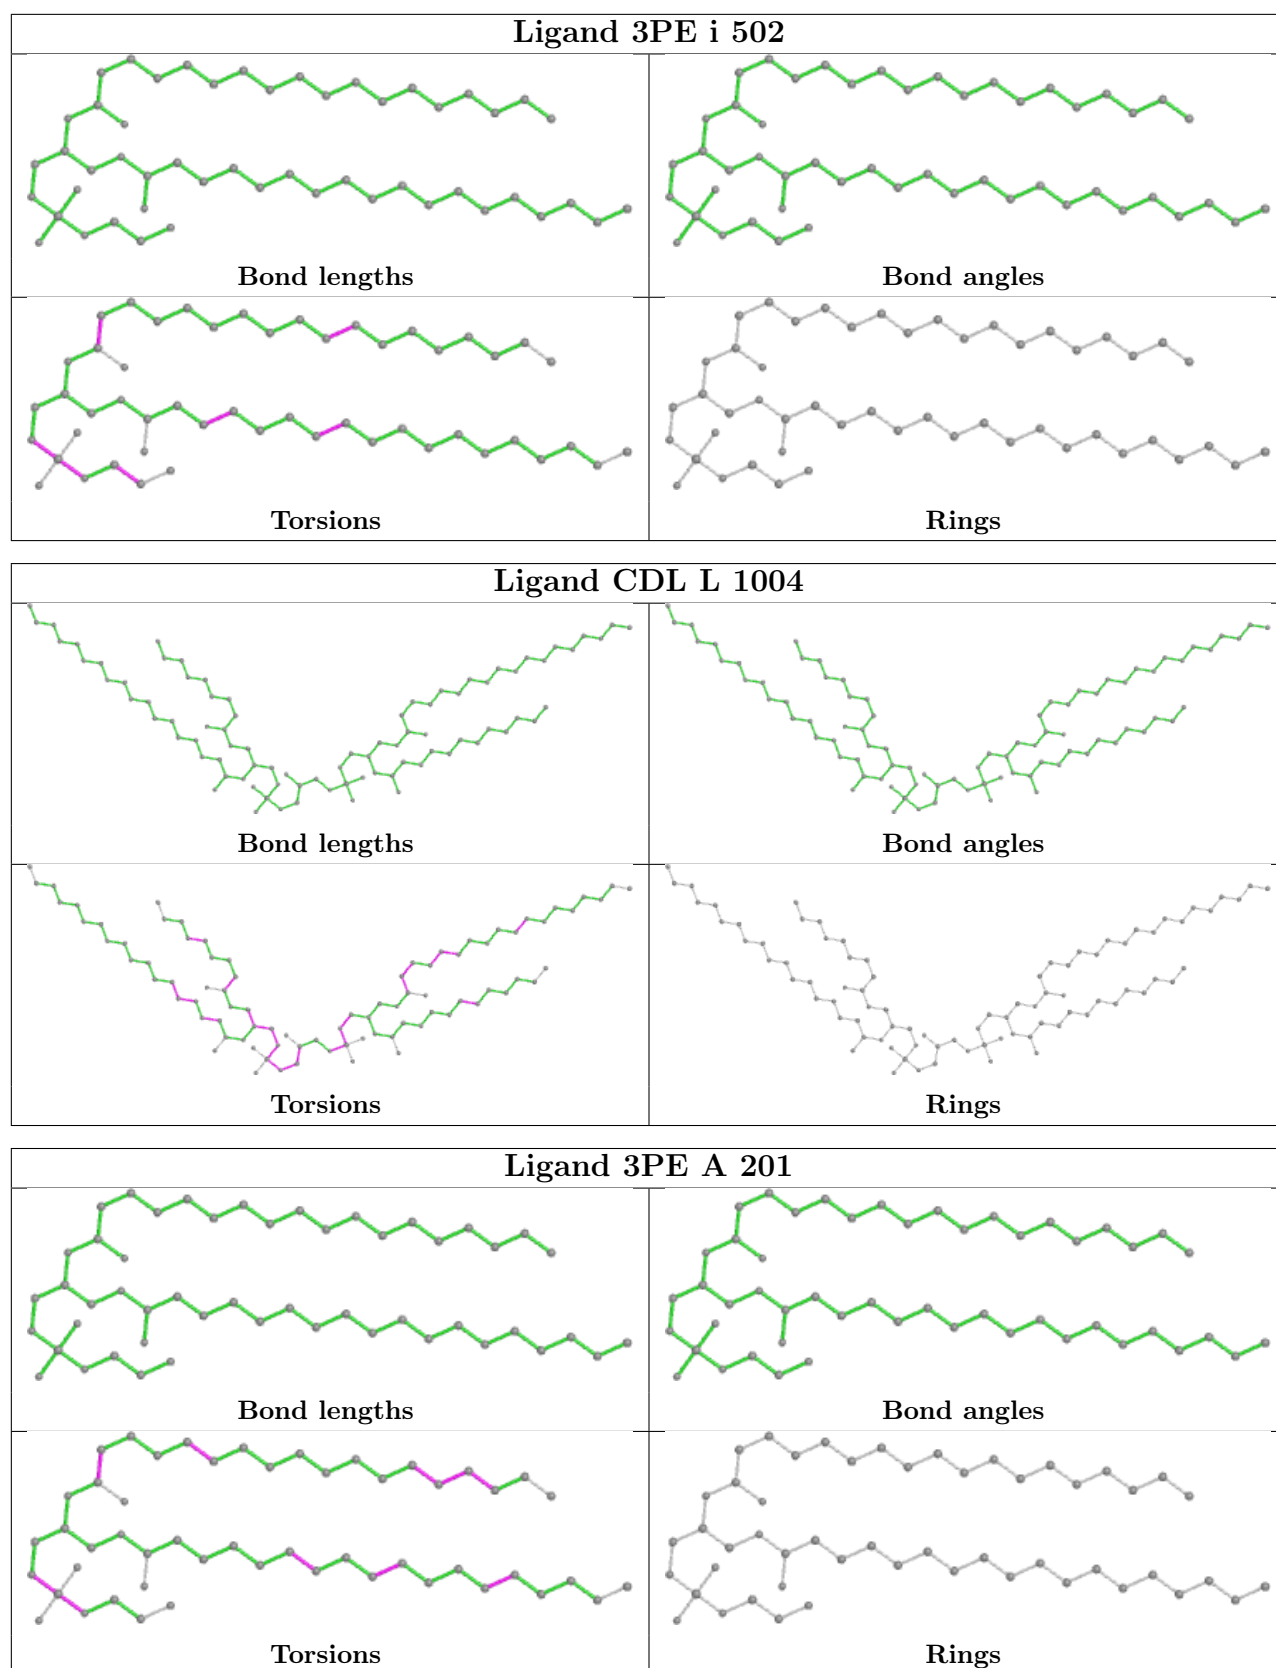 Ligand 3PE i 502
Bond lengths
Bond angles
Torsions
Rings
Ligand CDL L 1004
Bond lengths
Bond angles
Torsions
Rings
Ligand 3PE A 201
Bond lengths
Bond angles
Torsions
Rings